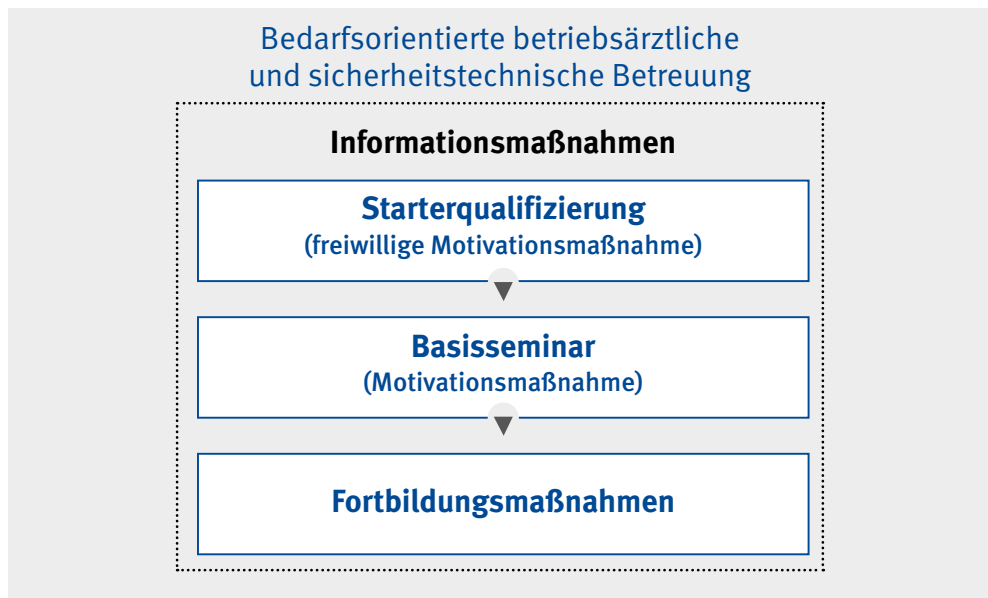 Bedarfsorientierte betriebsärztliche
und sicherheitstechnische Betreuung
Informationsmaßnahmen
Starterqualifizierung
(freiwillige Motivationsmaßnahme)
Basisseminar
(Motivationsmaßnahme)
Fortbildungsmaßnahmen